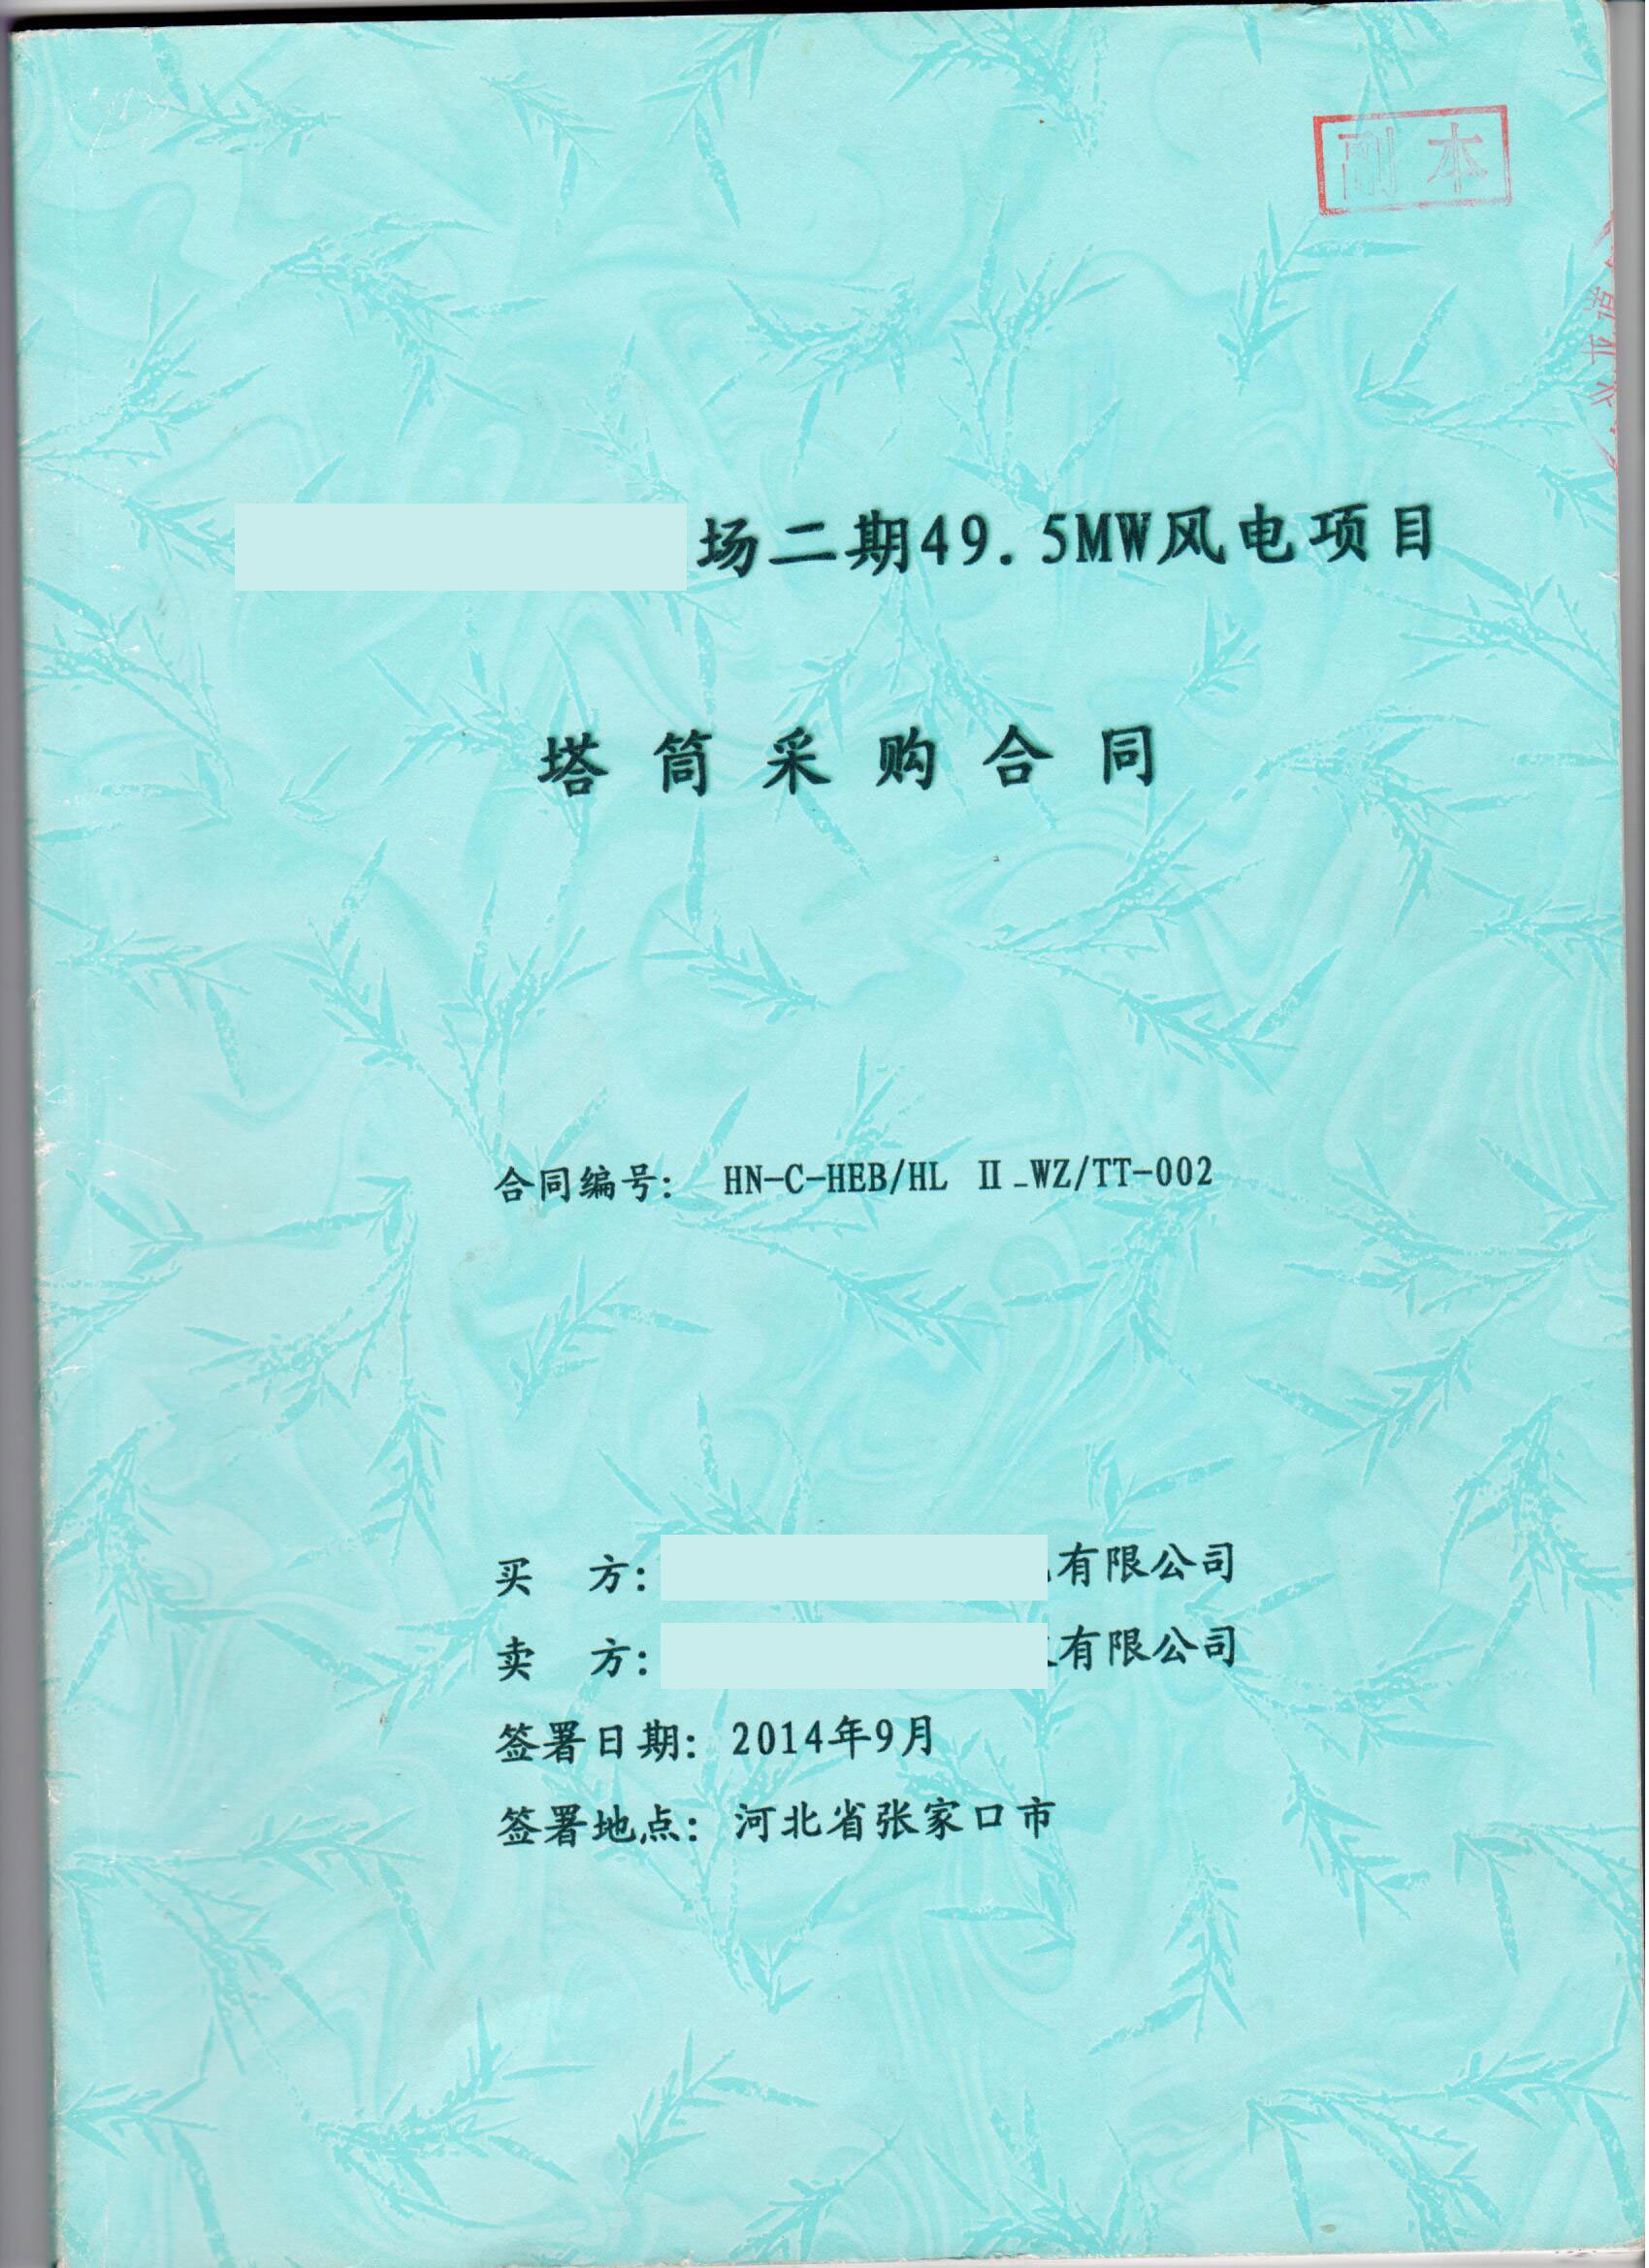 副本
场二期49.5MW风电项目
塔筒采购合同
合同编号： HN-C-HEB/HL Ⅱ_WZ/TT-002
买 方： 有限公司
卖 方： 有限公司
签署日期： 2014年9月
签署地点： 河北省张家口市